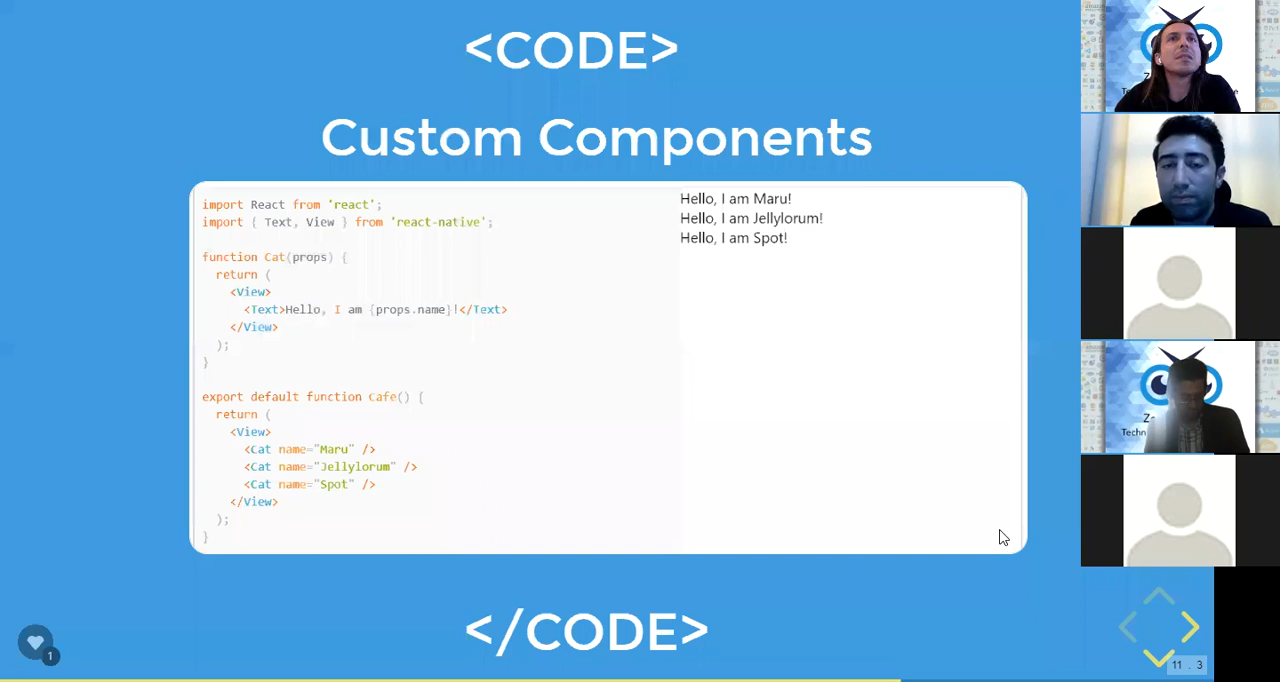 <CODE>
Custom Components
import React from 'react';
import { Text, View } from 'react-native';
function Cat(props) {
return (
<View>
<Text>Hello, I am {props.name}!</Text>
</View>
);
}
export default function Cafe() {
return (
<View>
<Cat name="Maru" />
<Cat name="Jellylorum" />
<Cat name="Spot" />
</View>
);
}
Hello, I am Maru!
Hello, I am Jellylorum!
Hello, I am Spot!
</CODE>
1
11 . 3